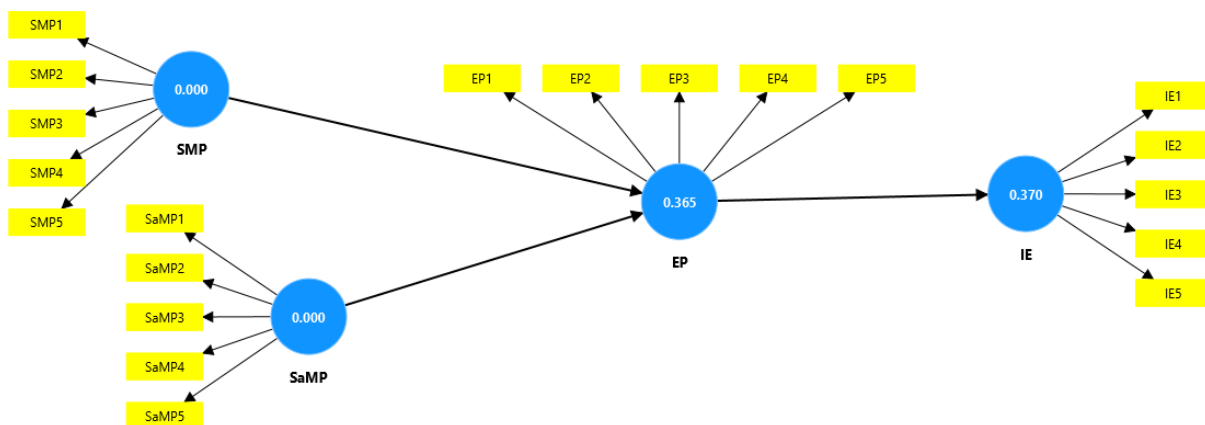 SMP1
SMP2
SMP3
SMP4
SMP5
0.000
SMP
SaMP1
SaMP2
SaMP3
SaMP4
SaMP5
0.000
SaMP
EP1
EP2
EP3
EP4
EP5
0.365
EP
0.370
IE
IE1
IE2
IE3
IE4
IE5